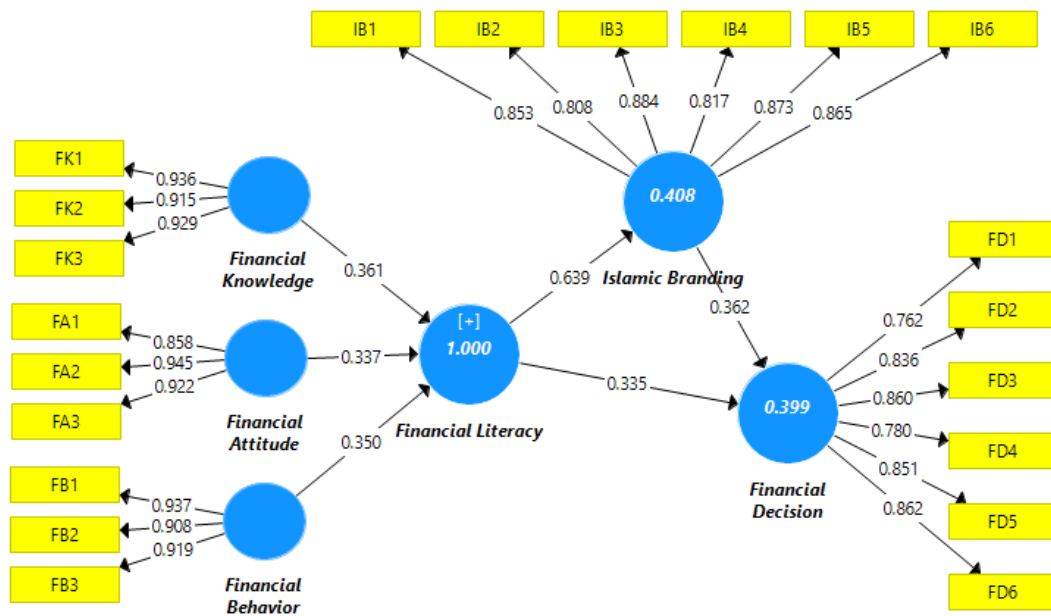 IB1 IB2 IB3 IB4 IB5 IB6
0.853 0.808 0.884 0.817 0.873 0.865
FK1
FK2
FK3
0.936
0.915
0.929
Financial
Knowledge
0.361
FA1
FA2
FA3
0.858
0.945
0.922
Financial
Attitude
0.337
FB1
FB2
FB3
0.937
0.908
0.919
Financial
Behavior
0.350
[+]
1.000
Financial Literacy
0.639
0.335
0.408
Islamic Branding
0.362
0.399
Financial
Decision
0.762
0.836
0.860
0.780
0.851
0.862
FD1
FD2
FD3
FD4
FD5
FD6